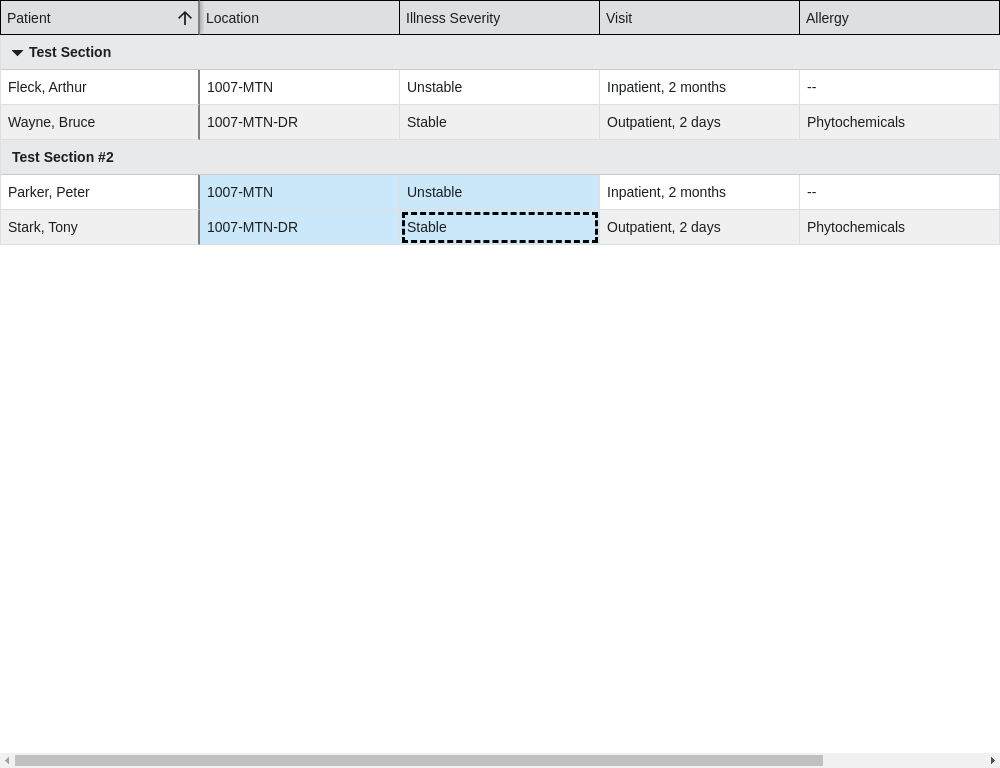 Patient Location Illness Severity Visit Allergy
Test Section
Fleck, Arthur 1007-MTN Unstable Inpatient, 2 months --
Wayne, Bruce 1007-MTN-DR Stable Outpatient, 2 days Phytochemicals
Test Section #2
Parker, Peter 1007-MTN Unstable Inpatient, 2 months --
Stark, Tony 1007-MTN-DR Stable Outpatient, 2 days Phytochemicals